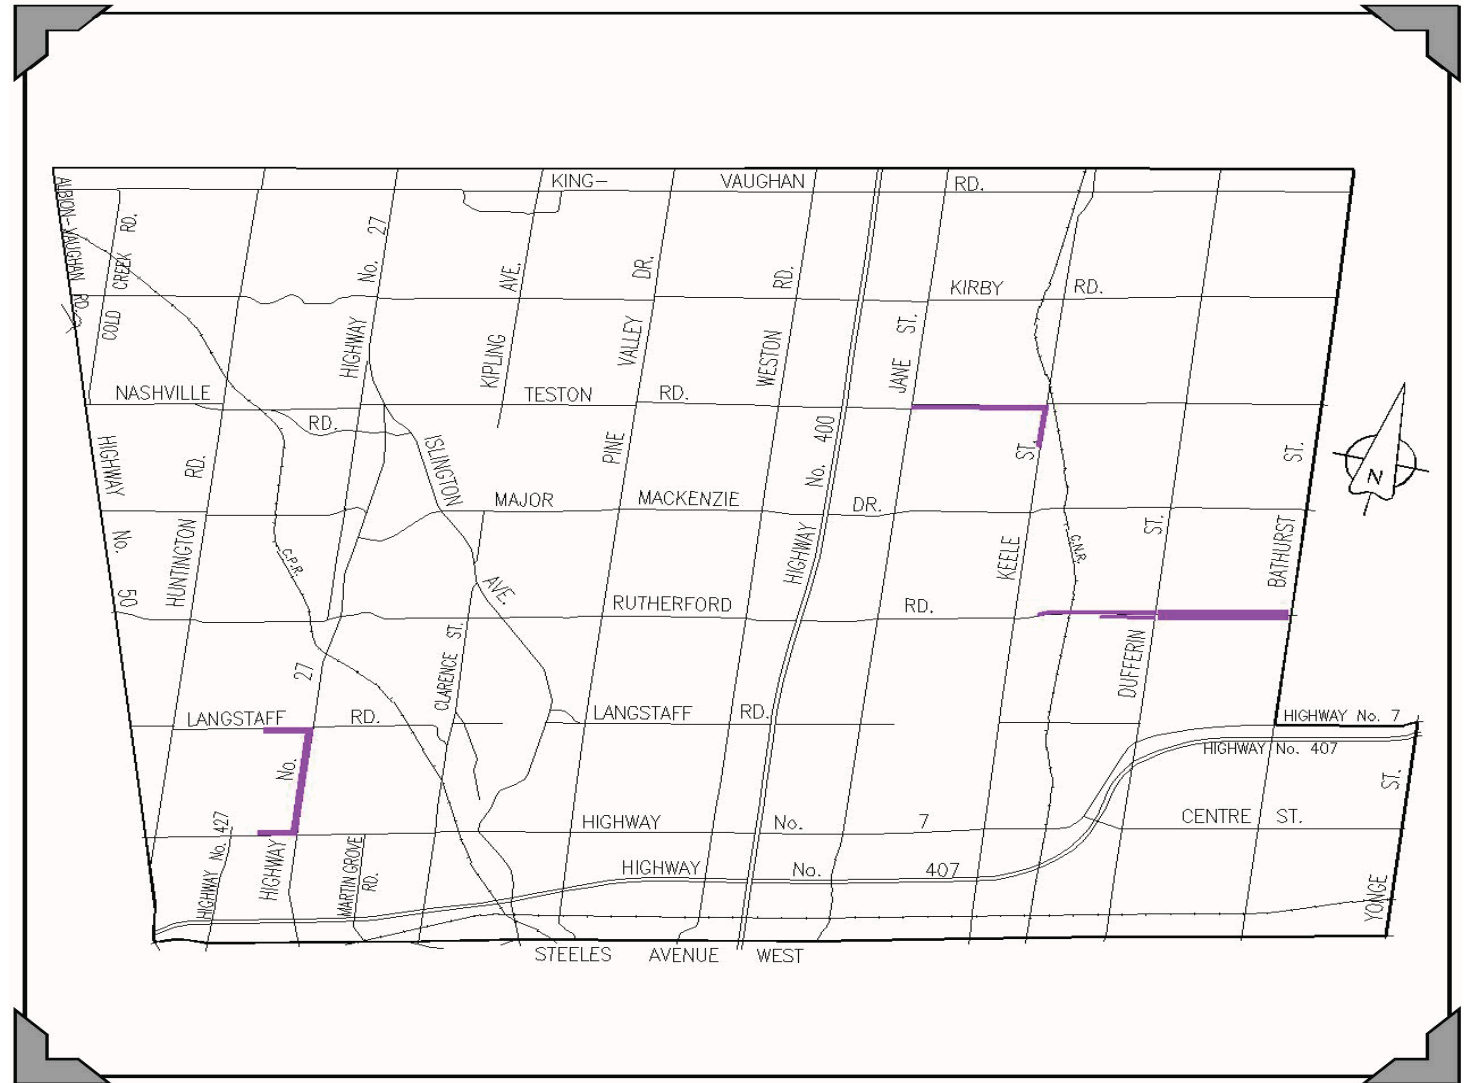 KING- VAUGHAN RD.
ALBION-VAUGHAN RD.
COLD CREEK RD.
HIGHWAY No. 27
KIPLING AVE.
PINE VALLEY DR.
WESTON RD.
JANE ST.
KIRBY RD.
NASHVILLE RD.
TESTON RD.
HIGHWAY No. 50
HUNTINGTON RD.
C.P.R.
ISLINGTON AVE.
MAJOR MACKENZIE DR.
HIGHWAY No. 400
KEELE ST.
C.N.R.
DUFFERIN ST.
BATHURST ST.
N
RUTHERFORD RD.
CLARENCE ST.
LANGSTAFF RD.
LANGSTAFF RD.
HIGHWAY No. 7
HIGHWAY No. 407
HIGHWAY No. 27
HIGHWAY No. 7
CENTRE ST.
HIGHWAY No. 427
MARTIN GROVE RD.
HIGHWAY No. 407
YONGE ST.
STEELES AVENUE WEST